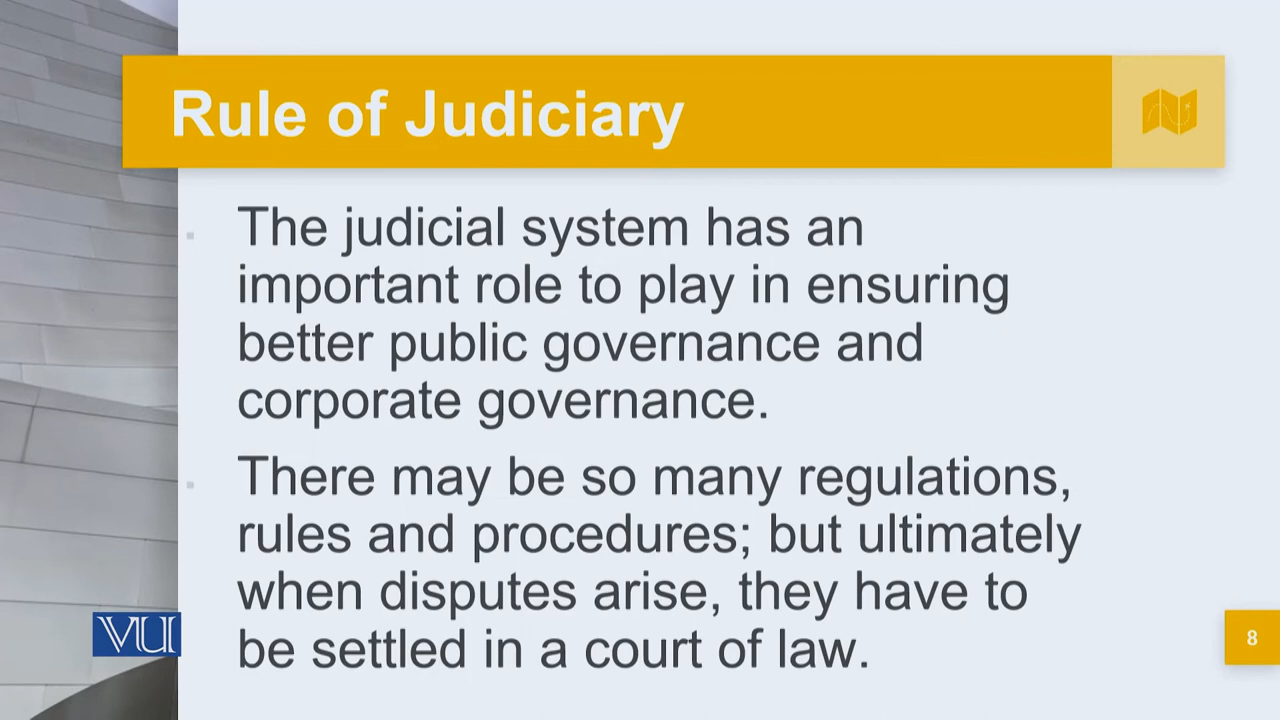 Rule of Judiciary
The judicial system has an
important role to play in ensuring
better public governance and
corporate governance.
There may be so many regulations,
rules and procedures; but ultimately
when disputes arise, they have to
be settled in a court of law.
VU
8